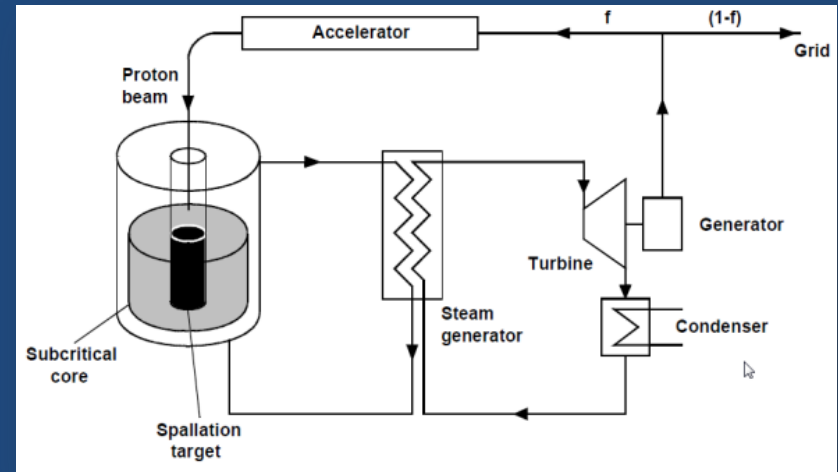 f
(1-f)
Accelerator
Grid
Proton
beam
Generator
Turbine
Steam
generator
Condenser
Subcritical
core
Spallation
target